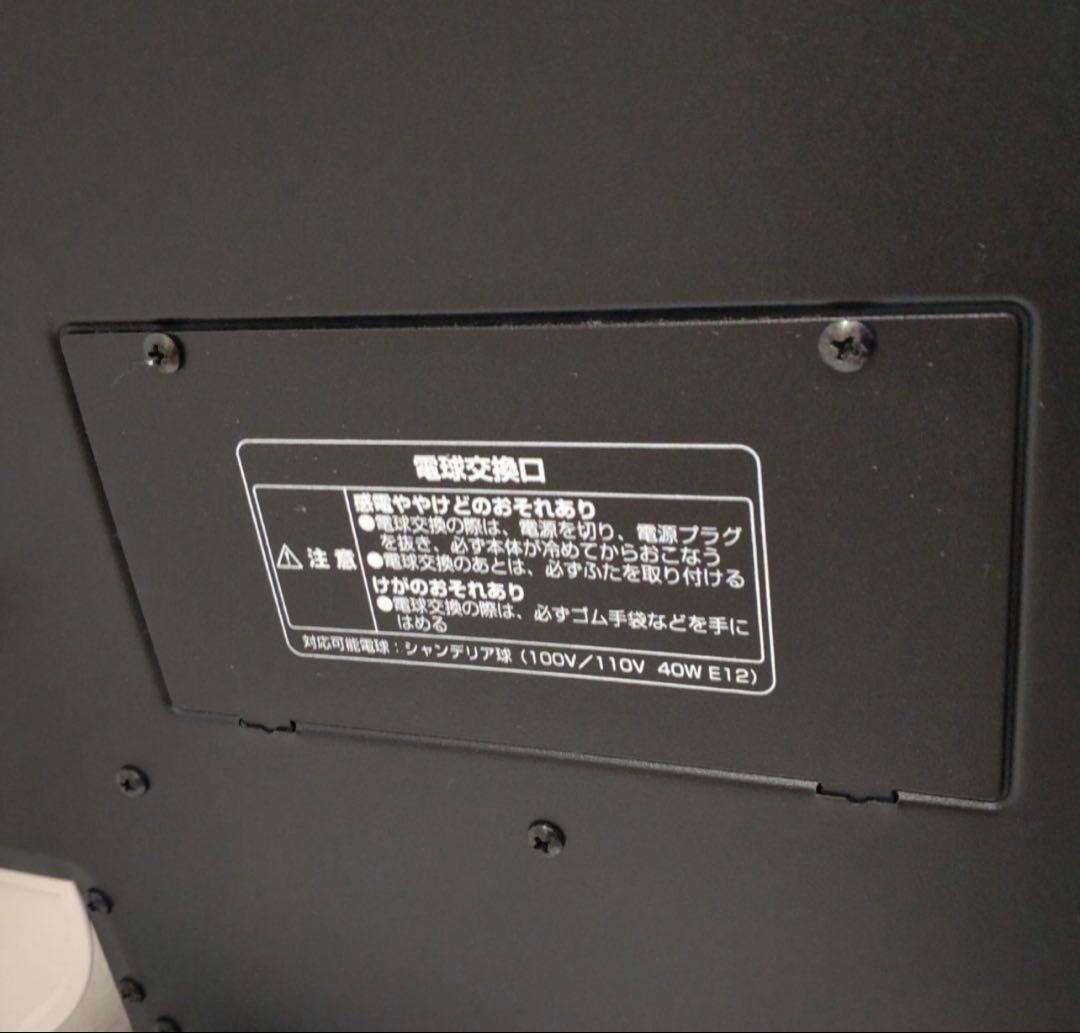 電球交換口
⚠注意
感電ややけどのおそれあり
●電球交換の際は、電源を切り、電源プラグ
を抜き、必ず本体が冷めてからおこなう
●電球交換のあとは、必ずふたを取り付ける
けがのおそれあり
●電球交換の際は、必ずゴム手袋などを手に
はめる
対応可能電球:シャンデリア球(100V/110V 40W E12)